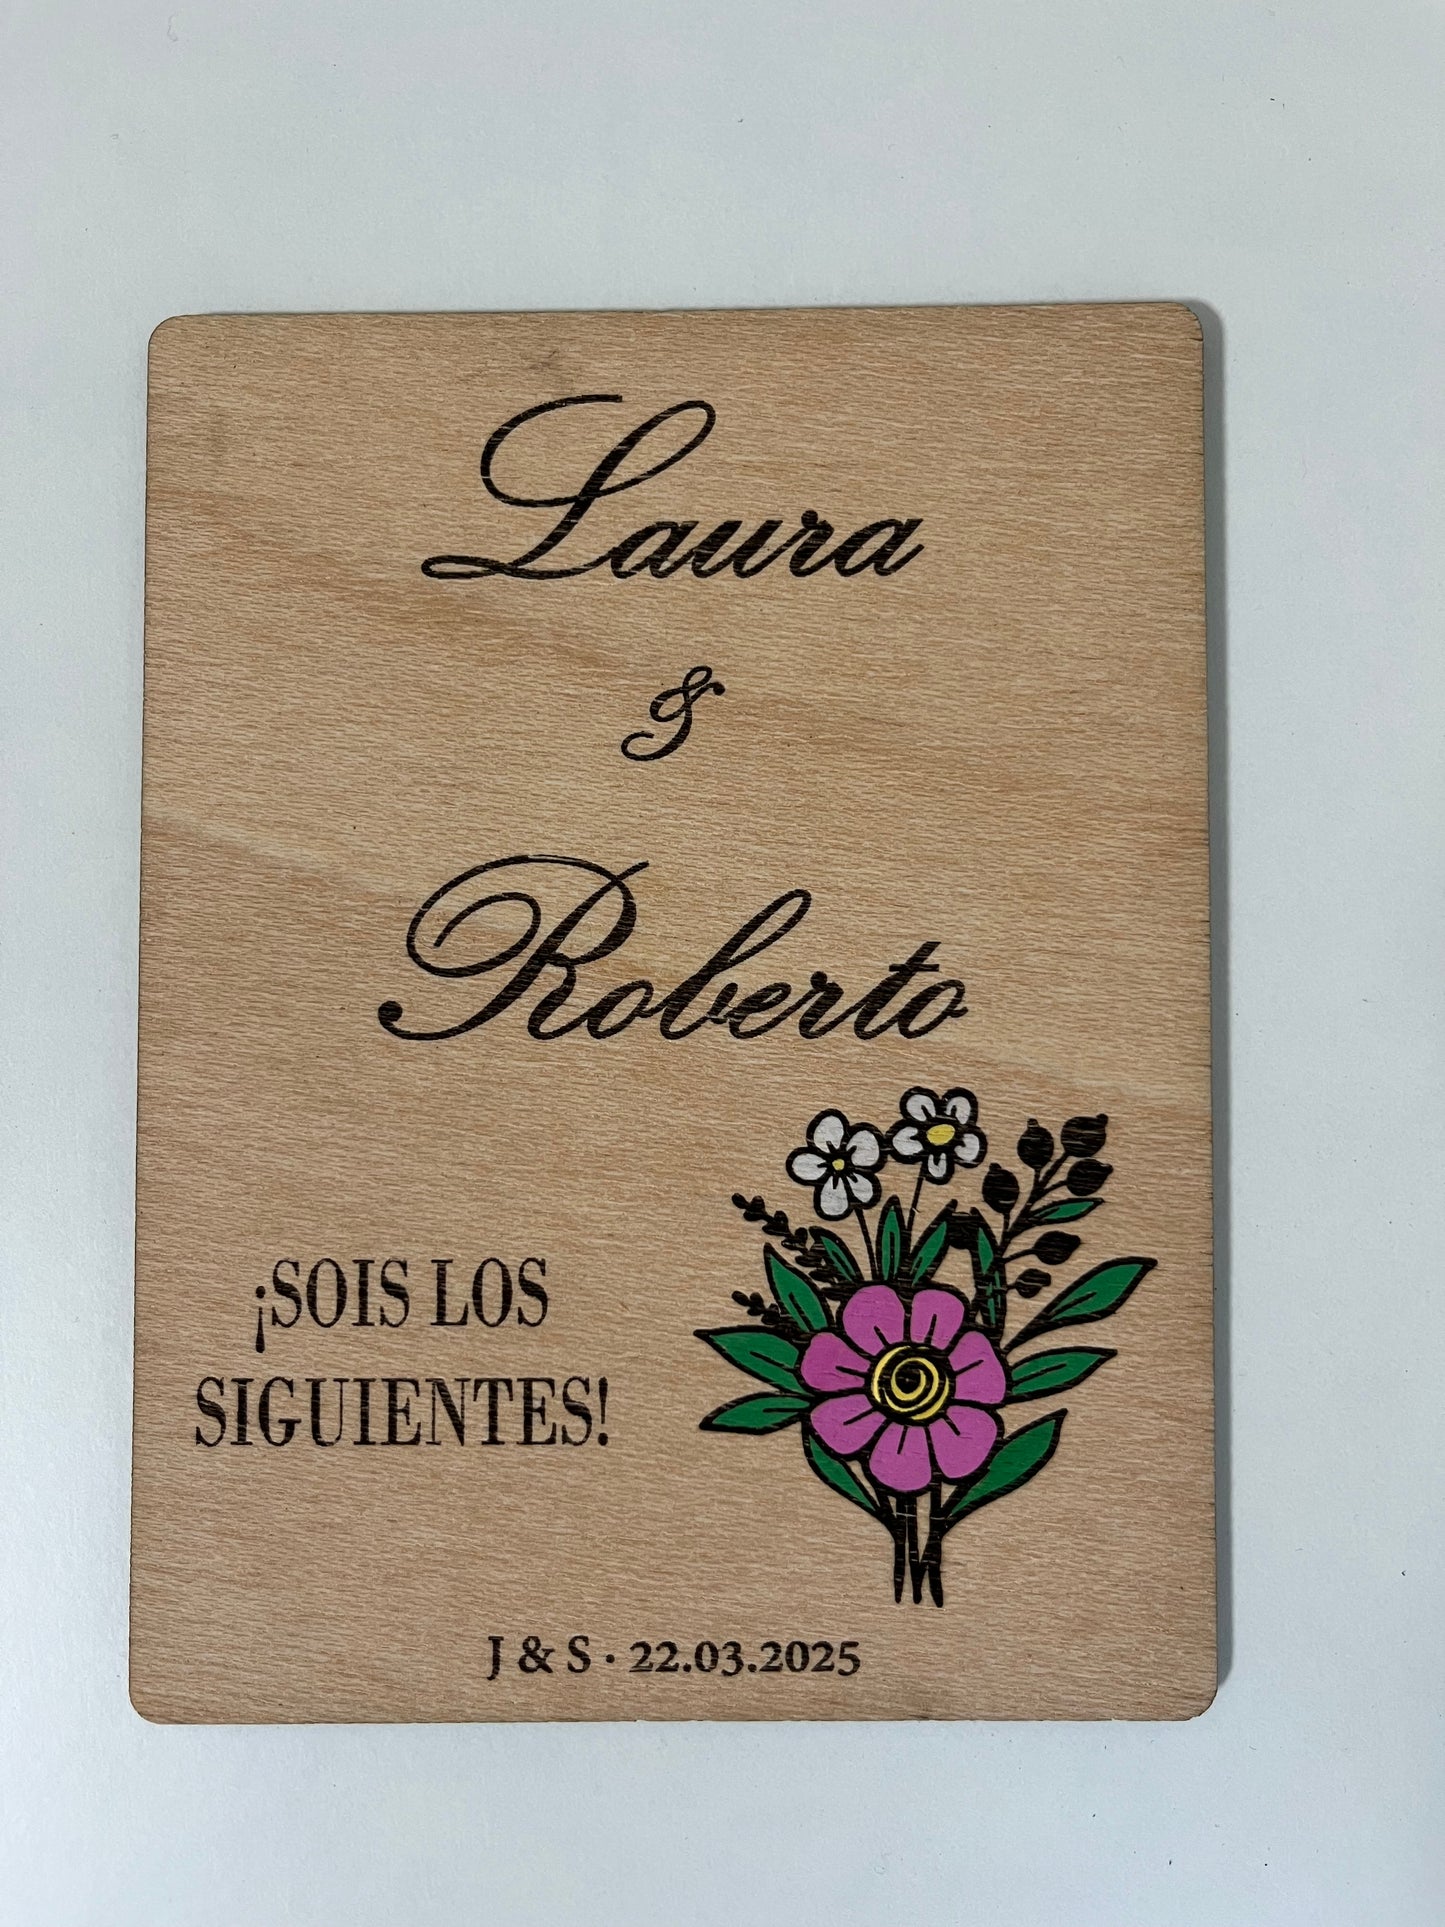 Laura
&
Roberto
¡SOIS LOS
SIGUIENTES!
J & S · 22.03.2025